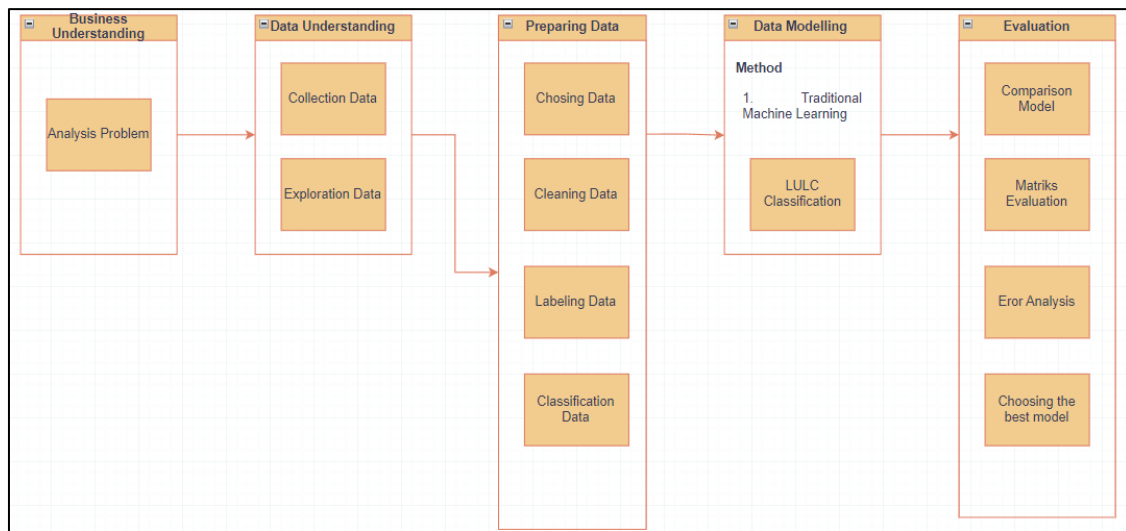 Business
Understanding
Analysis Problem
Data Understanding
Collection Data
Exploration Data
Preparing Data
Chosing Data
Cleaning Data
Labeling Data
Classification
Data
Data Modelling
Method
1. Traditional
Machine Learning
LULC
Classification
Evaluation
Comparison
Model
Matriks
Evaluation
Eror Analysis
Choosing the
best model